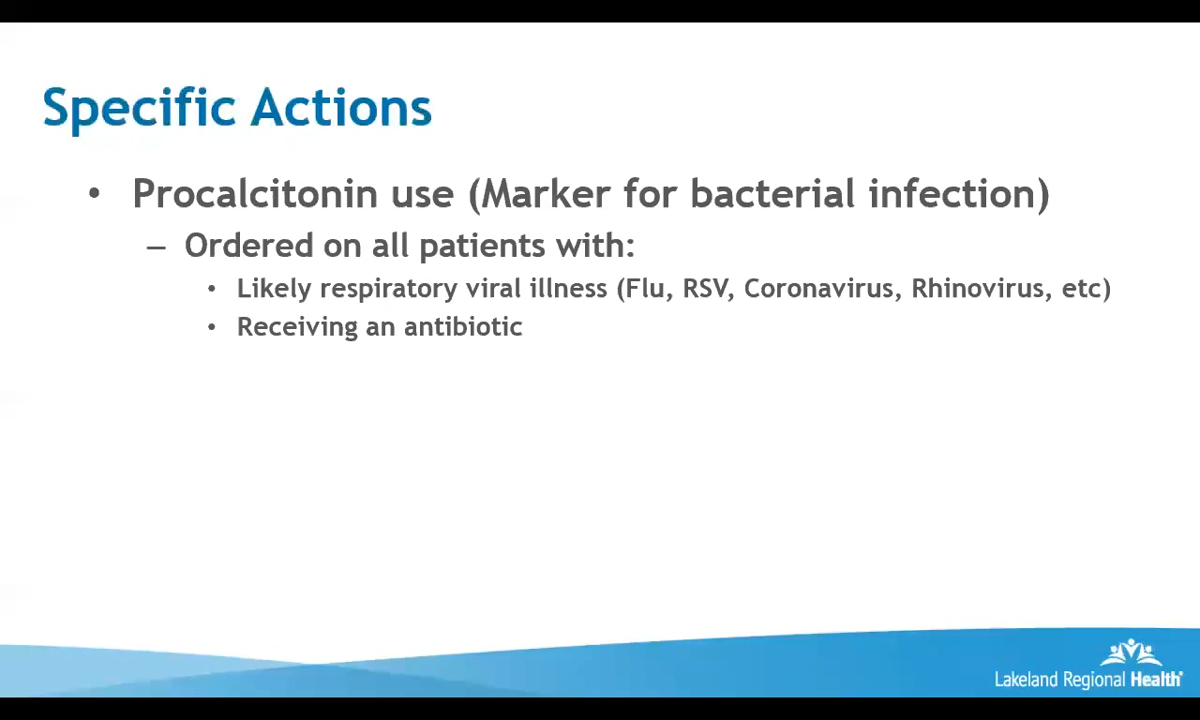 Specific Actions
• Procalcitonin use (Marker for bacterial infection)
– Ordered on all patients with:
• Likely respiratory viral illness (Flu, RSV, Coronavirus, Rhinovirus, etc)
• Receiving an antibiotic
Lakeland Regional Health